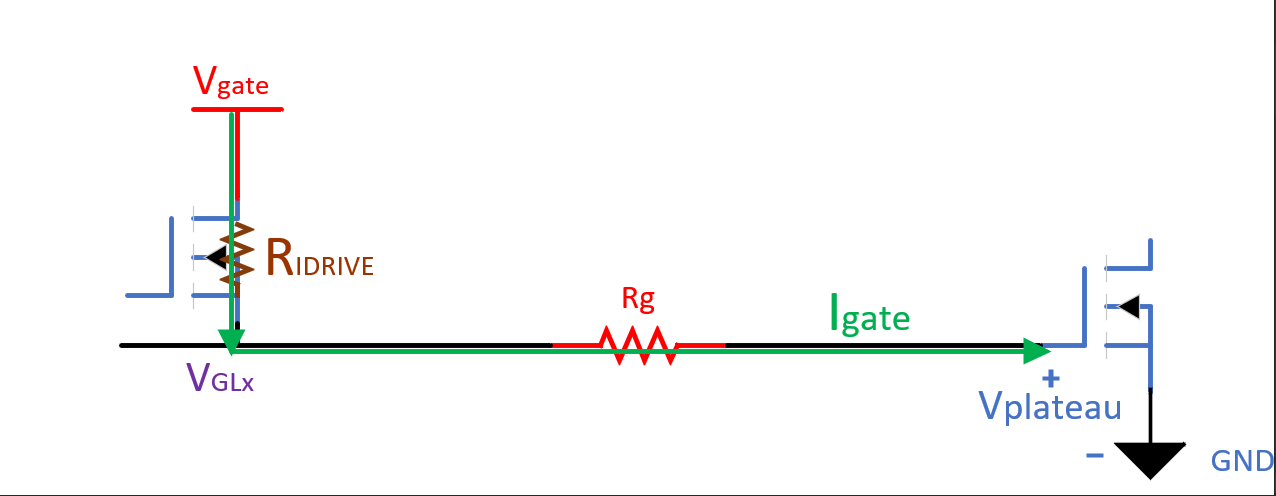 Vgate
RIDRIVE
Rg
Igate
VGLx
+
Vplateau
- GND